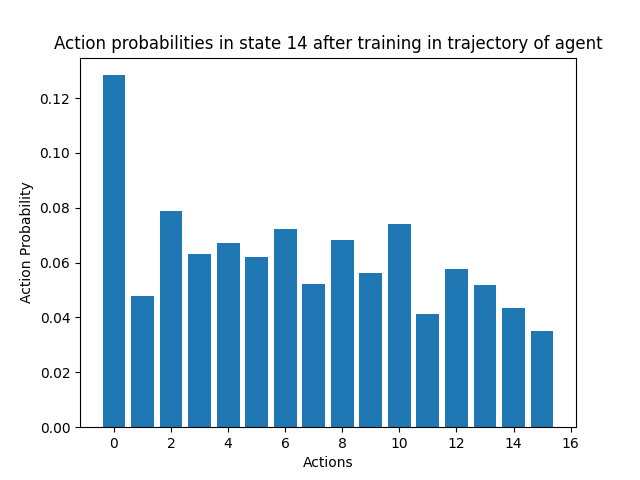 Action probabilities in state 14 after training in trajectory of agent
0.12
0.10
0.08
0.06
0.04
0.02
0.00
Action Probability
0 2 4 6 8 10 12 14 16
Actions